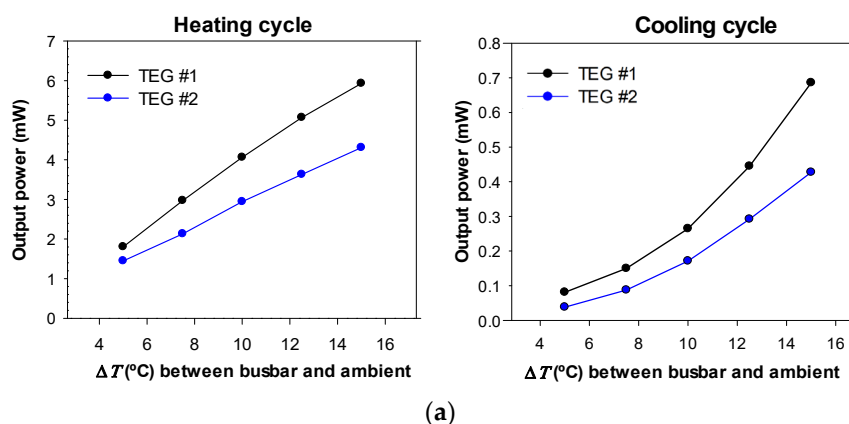 Heating cycle
7
6
5
4
3
2
1
0
Output power (mW)
TEG #1
TEG #2
4 6 8 10 12 14 16
ΔT(ºC) between busbar and ambient
Cooling cycle
0.8
0.7
0.6
0.5
0.4
0.3
0.2
0.1
0.0
Output power (mW)
TEG #1
TEG #2
4 6 8 10 12 14 16
ΔT(ºC) between busbar and ambient
(a)